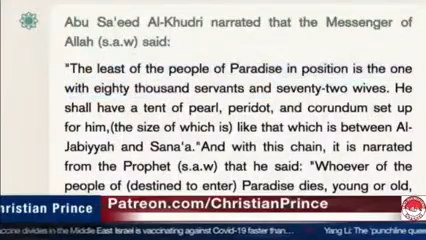 Abu Sa'eed Al-Khudri narrated that the Messenger of
Allah (s.a.w) said:
"The least of the people of Paradise in position is the one
with eighty thousand servants and seventy-two wives. He
shall have a tent of pearl, peridot, and corundum set up
for him,(the size of which is) like that which is between Al-
Jabiyyah and Sana'a."And with this chain, it is narrated
from the Prophet (s.a.w) that he said: "Whoever of the
people of (destined to enter) Paradise dies, young or old,
hristian Prince
Patreon.com/ChristianPrince
accine divides in the Middle East Israel is vaccinating against Covid-19 faster than...
Yang Li: The 'punchline quee